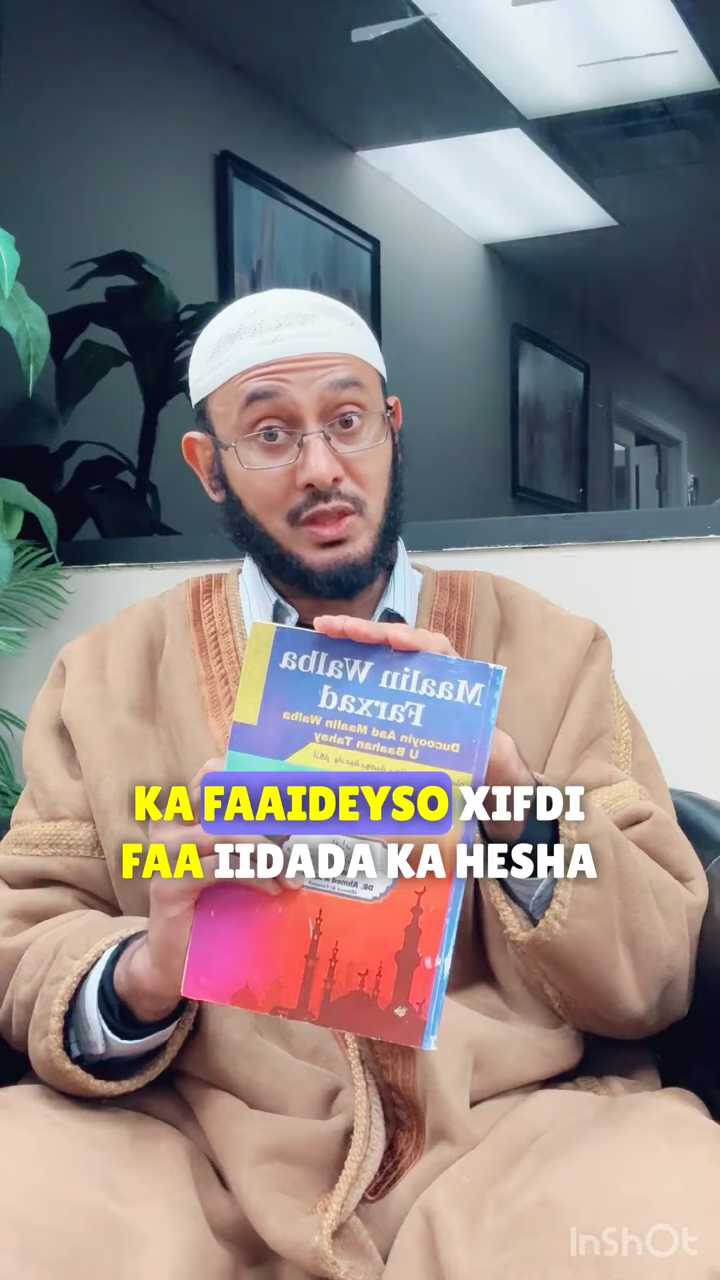 Maalin Walba
Farxad
Ducooyin Aad Maalin Walba
U Baahan Tahay
KA FAAIDEYSO XIFDI
FAA IIDADA KA HESHA
InShOt